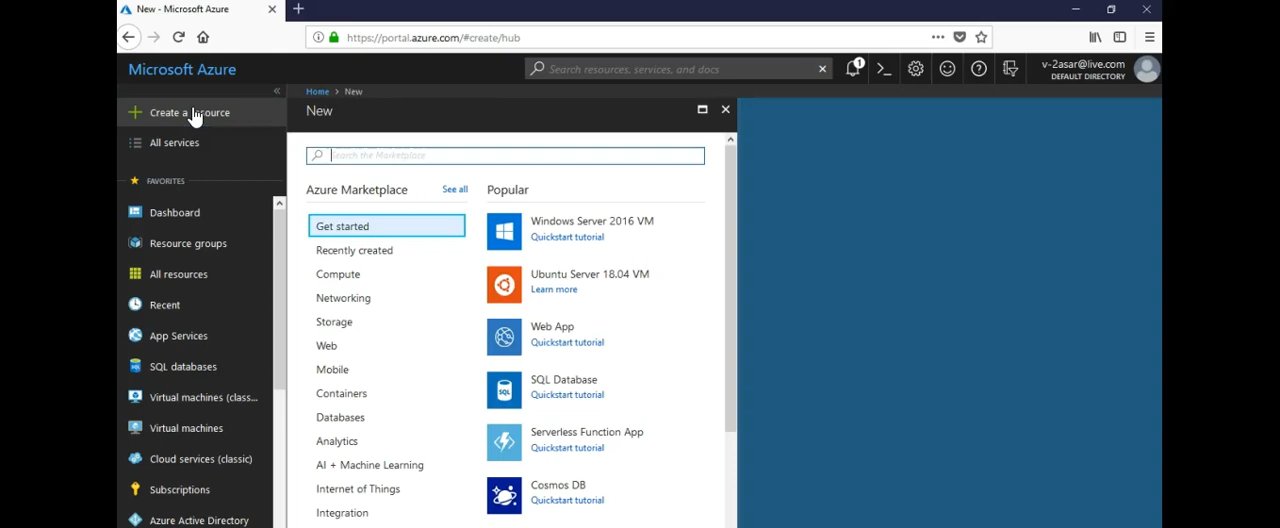 New - Microsoft Azure
https://portal.azure.com/#create/hub
Microsoft Azure
Search resources, services, and docs
1
v-2asar@live.com
DEFAULT DIRECTORY
Create a resource
All services
FAVORITES
Dashboard
Resource groups
All resources
Recent
App Services
SQL databases
Virtual machines (class...
Virtual machines
Cloud services (classic)
Subscriptions
Azure Active Directory
Home > New
New
Search the Marketplace
Azure Marketplace
See all
Get started
Recently created
Compute
Networking
Storage
Web
Mobile
Containers
Databases
Analytics
AI + Machine Learning
Internet of Things
Integration
Popular
Windows Server 2016 VM
Quickstart tutorial
Ubuntu Server 18.04 VM
Learn more
Web App
Quickstart tutorial
SQL
SQL Database
Quickstart tutorial
Serverless Function App
Quickstart tutorial
Cosmos DB
Quickstart tutorial